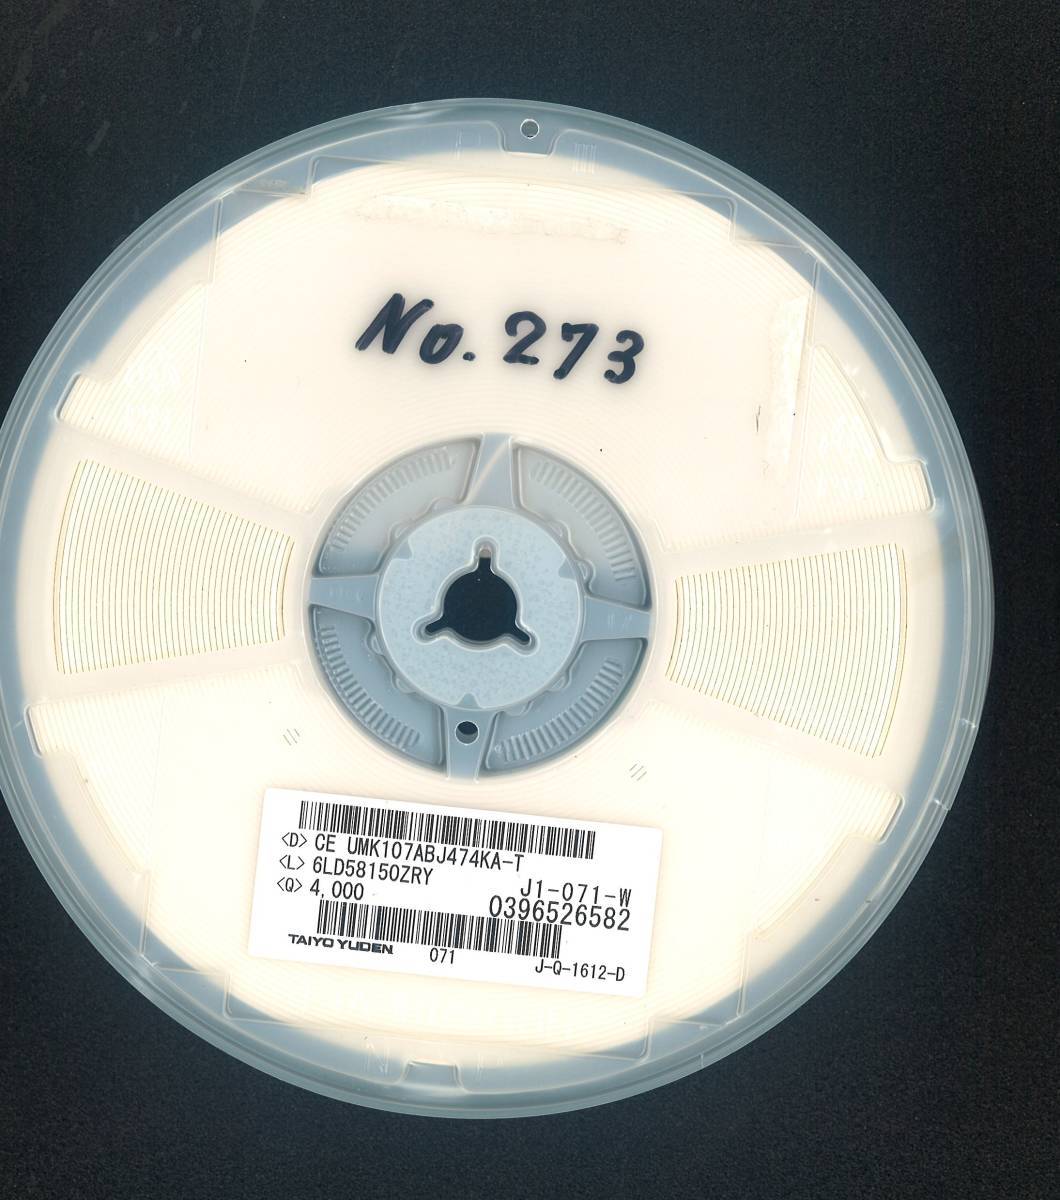 No. 273
<D> CE UMK107ABJ474KA-T
<L> 6LD58150ZRY
J1-071-W
<Q> 4,000
0396526582
TAIYO YUDEN
071
J-Q-1612-D